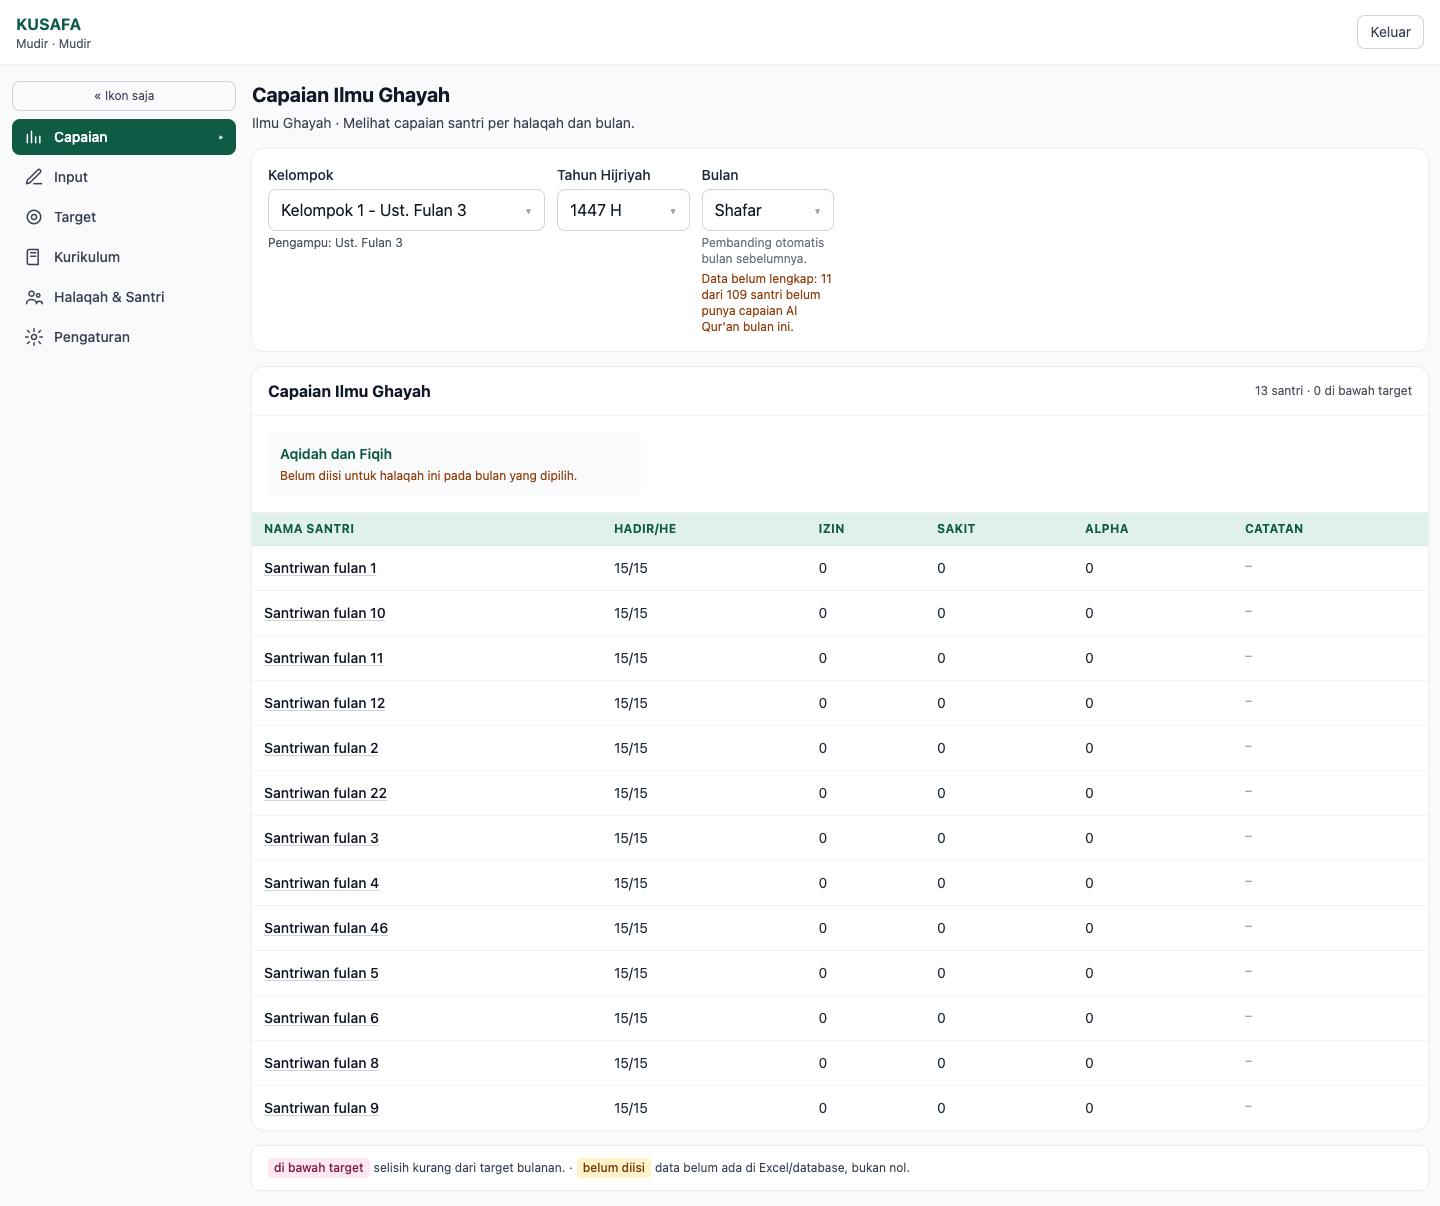 KUSAFA
Mudir · Mudir
Keluar
« Ikon saja
Capaian
Input
Target
Kurikulum
Halaqah & Santri
Pengaturan
Capaian Ilmu Ghayah
Ilmu Ghayah · Melihat capaian santri per halaqah dan bulan.
Kelompok
Kelompok 1 - Ust. Fulan 3
Pengampu: Ust. Fulan 3
Tahun Hijriyah
1447 H
Bulan
Shafar
Pembanding otomatis
bulan sebelumnya.
Data belum lengkap: 11
dari 109 santri belum
punya capaian Al
Qur'an bulan ini.
Capaian Ilmu Ghayah
13 santri · 0 di bawah target
Aqidah dan Fiqih
Belum diisi untuk halaqah ini pada bulan yang dipilih.
NAMA SANTRI HADIR/HE IZIN SAKIT ALPHA CATATAN
Santriwan fulan 1 15/15 0 0 0 –
Santriwan fulan 10 15/15 0 0 0 –
Santriwan fulan 11 15/15 0 0 0 –
Santriwan fulan 12 15/15 0 0 0 –
Santriwan fulan 2 15/15 0 0 0 –
Santriwan fulan 22 15/15 0 0 0 –
Santriwan fulan 3 15/15 0 0 0 –
Santriwan fulan 4 15/15 0 0 0 –
Santriwan fulan 46 15/15 0 0 0 –
Santriwan fulan 5 15/15 0 0 0 –
Santriwan fulan 6 15/15 0 0 0 –
Santriwan fulan 8 15/15 0 0 0 –
Santriwan fulan 9 15/15 0 0 0 –
di bawah target selisih kurang dari target bulanan. · belum diisi data belum ada di Excel/database, bukan nol.